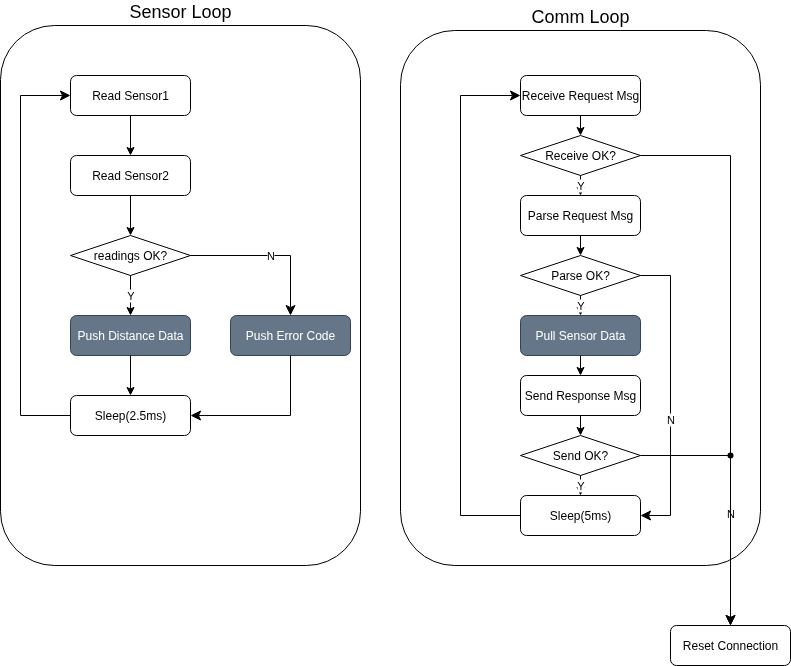 Sensor Loop
Read Sensor1
Read Sensor2
readings OK?
N
Y
Push Distance Data
Push Error Code
Sleep(2.5ms)
Comm Loop
Receive Request Msg
Receive OK?
Y
Parse Request Msg
Parse OK?
Y
Pull Sensor Data
Send Response Msg
N
Send OK?
Y
Sleep(5ms)
N
Reset Connection